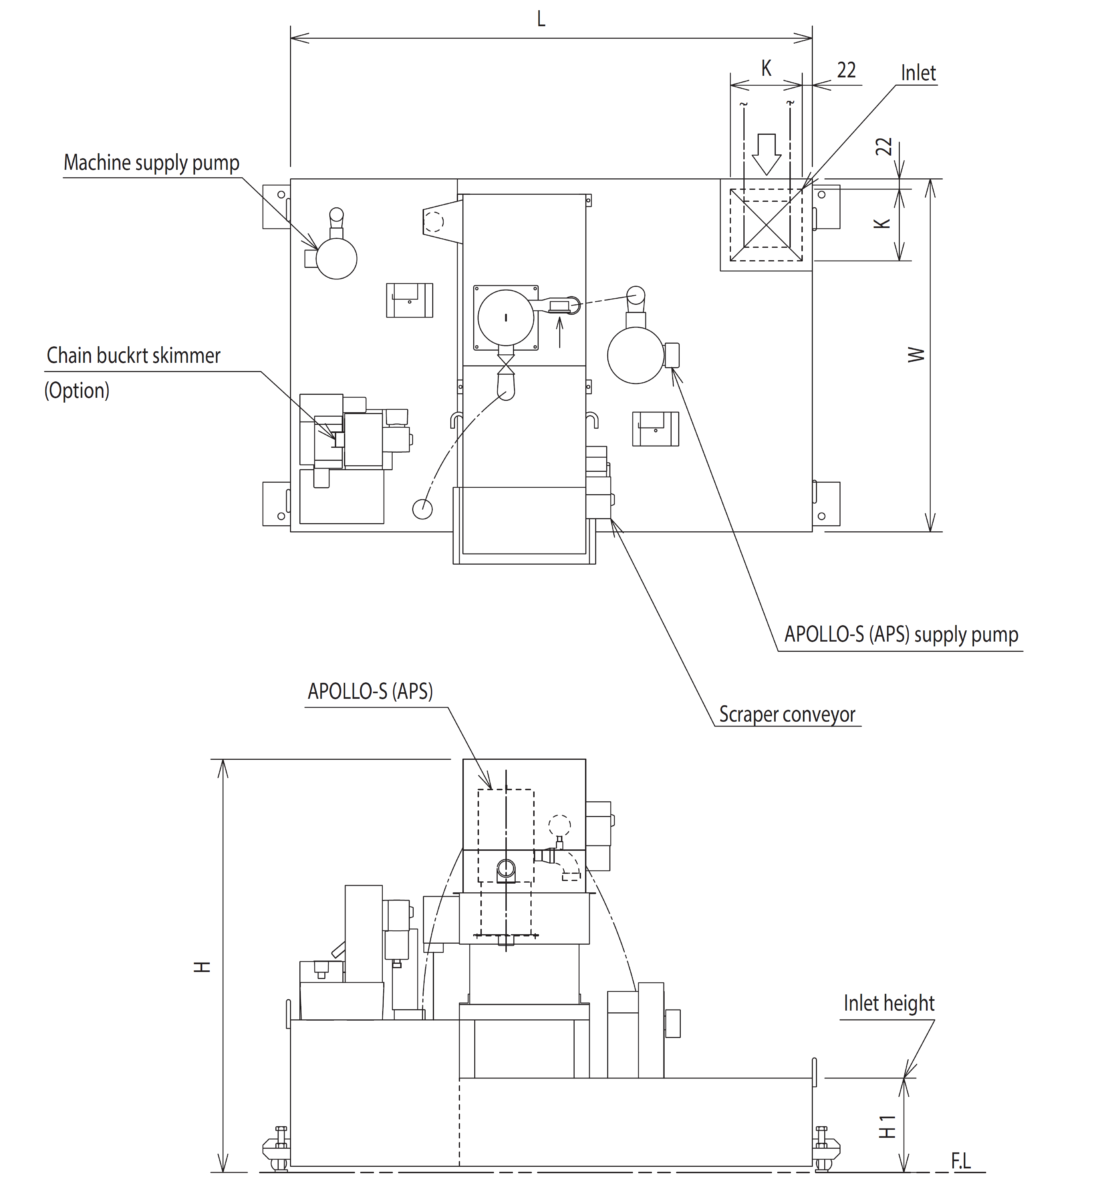 L
K
22
Inlet
22
Machine supply pump
K
Chain buckrt skimmer
(Option)
W
APOLLO-S (APS) supply pump
APOLLO-S (APS)
Scraper conveyor
H
Inlet height
H1
F.L